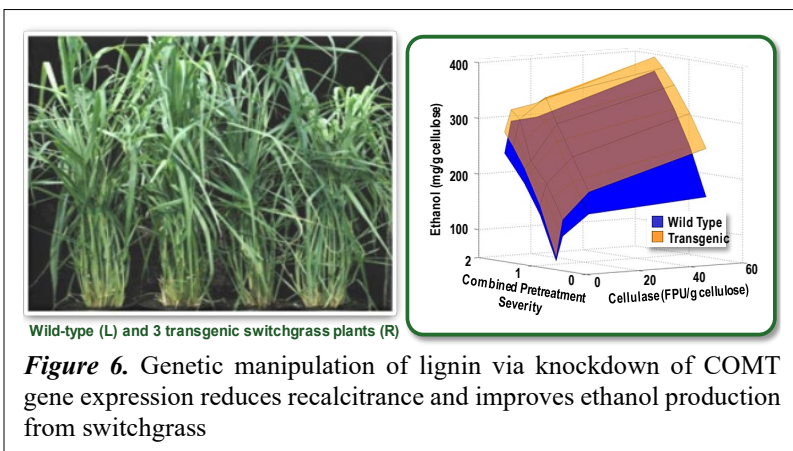 Wild-type (L) and 3 transgenic switchgrass plants (R)
400
300
200
100
Ethanol (mg/g cellulose)
2
1
0
Combined Pretreatment
Severity
0
20
40
60
Cellulase (FPU/g cellulose)
Wild Type
Transgenic
Figure 6. Genetic manipulation of lignin via knockdown of COMT
gene expression reduces recalcitrance and improves ethanol production
from switchgrass